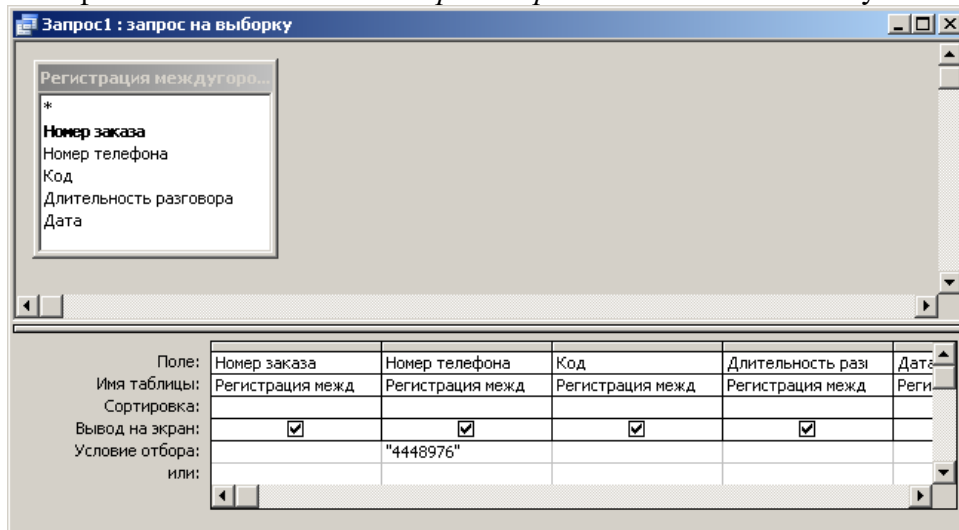 Запрос1 : запрос на выборку
Регистрация междугоро...
*
Номер заказа
Номер телефона
Код
Длительность разговора
Дата
Поле: Номер заказа Номер телефона Код Длительность разг Дата
Имя таблицы: Регистрация межд Регистрация межд Регистрация межд Регистрация межд Реги
Сортировка:
Вывод на экран:
Условие отбора: "4448976"
или: